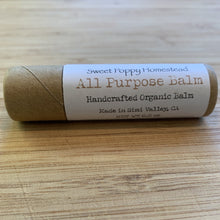 Sweet Poppy Homestead
All Purpose Balm
Handcrafted Organic Balm
Made in Simi Valley, CA